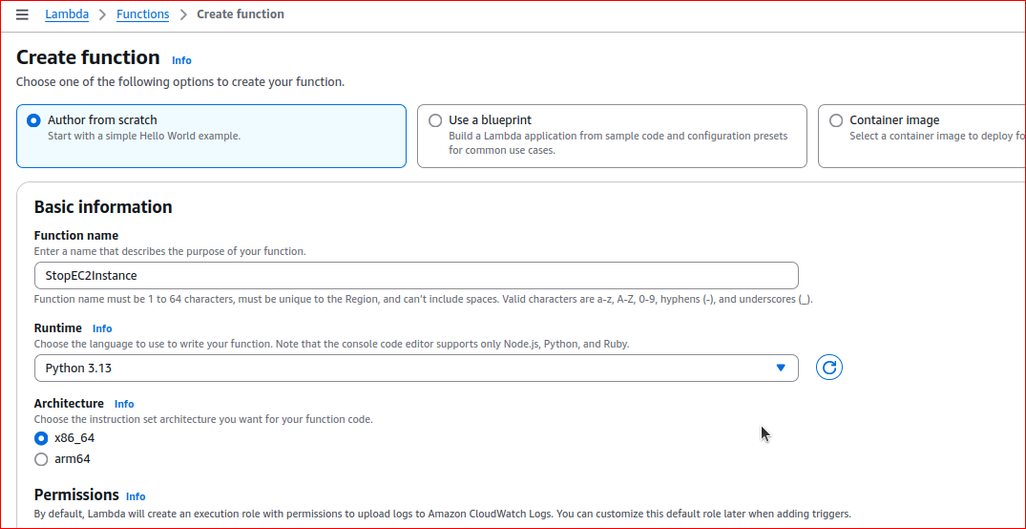 Lambda > Functions > Create function
Create function Info
Choose one of the following options to create your function.
Author from scratch
Start with a simple Hello World example.
Use a blueprint
Build a Lambda application from sample code and configuration presets
for common use cases.
Container image
Select a container image to deploy fo
Basic information
Function name
Enter a name that describes the purpose of your function.
StopEC2Instance
Function name must be 1 to 64 characters, must be unique to the Region, and can't include spaces. Valid characters are a-z, A-Z, 0-9, hyphens (-), and underscores (_).
Runtime Info
Choose the language to use to write your function. Note that the console code editor supports only Node.js, Python, and Ruby.
Python 3.13
Architecture Info
Choose the instruction set architecture you want for your function code.
x86_64
arm64
Permissions Info
By default, Lambda will create an execution role with permissions to upload logs to Amazon CloudWatch Logs. You can customize this default role later when adding triggers.